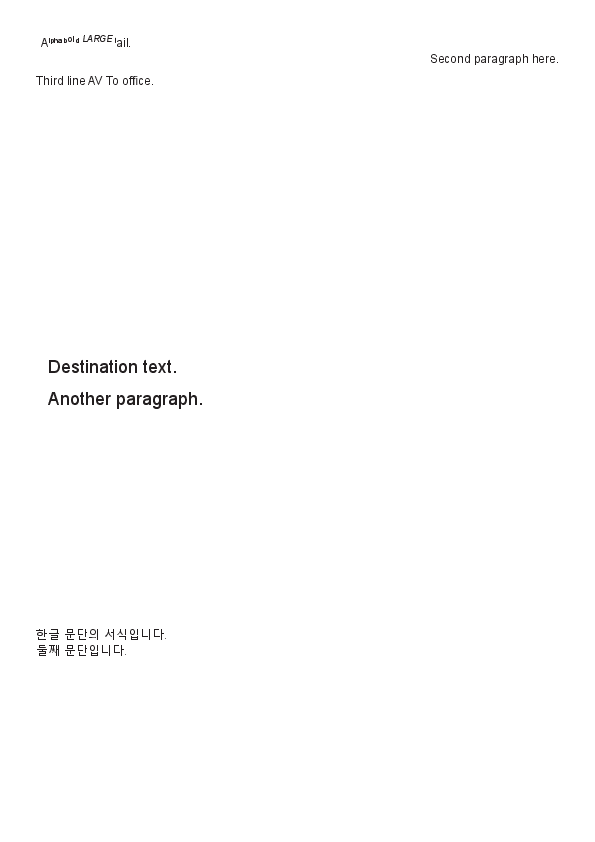 Alphabold LARGE tail.
Second paragraph here.
Third line AV To office.
Destination text.
Another paragraph.
한글 문단의 서식입니다.
둘째 문단입니다.